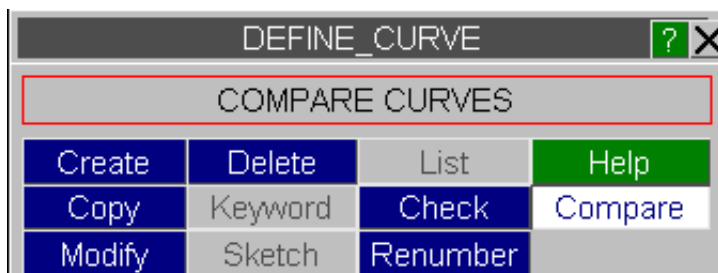 DEFINE_CURVE ? X
COMPARE CURVES
Create Delete List Help
Copy Keyword Check Compare
Modify Sketch Renumber